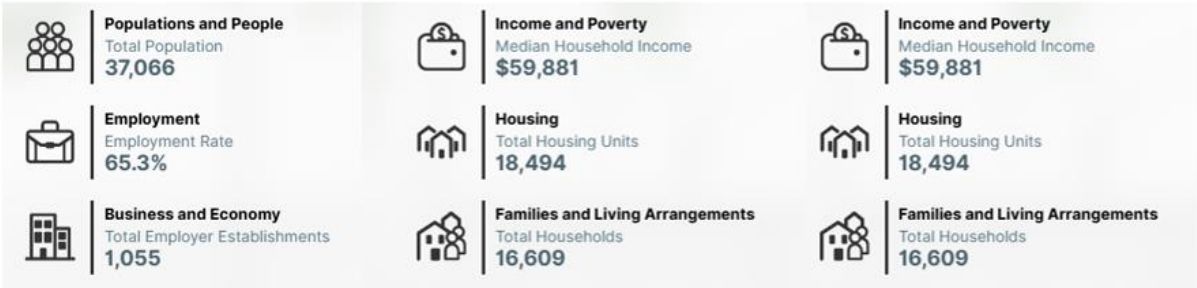 Populations and People
Total Population
37,066
Income and Poverty
Median Household Income
$59,881
Income and Poverty
Median Household Income
$59,881
Employment
Employment Rate
65.3%
Housing
Total Housing Units
18,494
Housing
Total Housing Units
18,494
Business and Economy
Total Employer Establishments
1,055
Families and Living Arrangements
Total Households
16,609
Families and Living Arrangements
Total Households
16,609